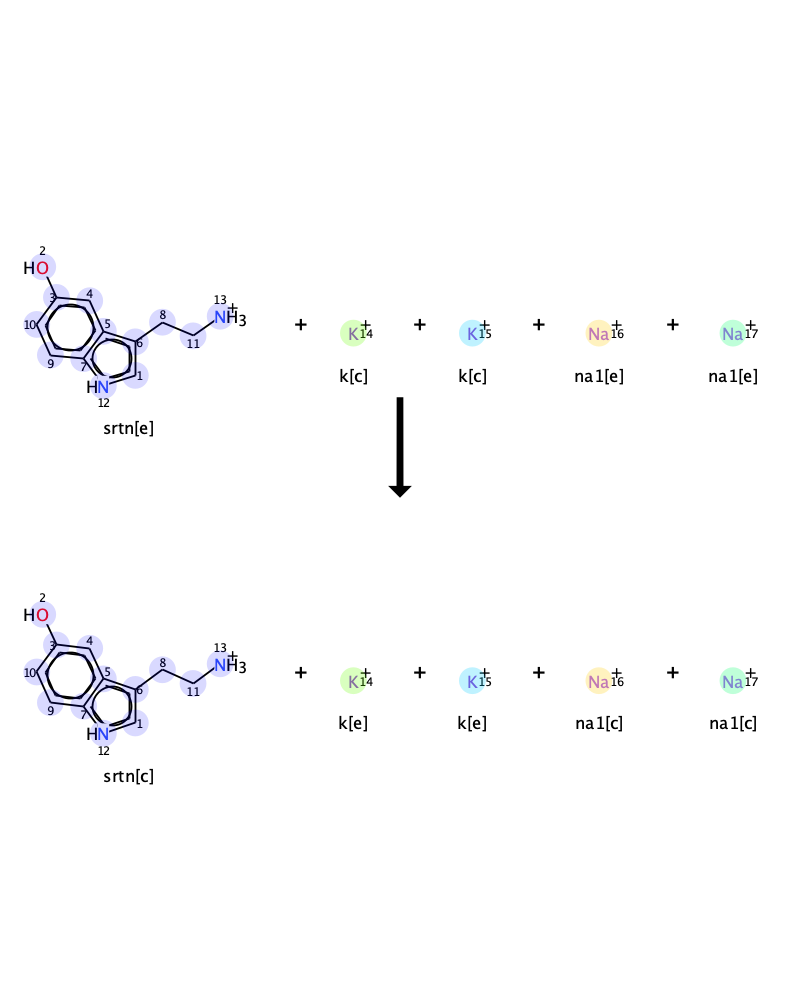 2
HO
3 4
10 5
9 7 6
8
11
13
NH3+
1
HN
12
+ K+14 + K+15 + Na+16 + Na+17
srtn[e] k[c] k[c] na1[e] na1[e]
2
HO
3 4
10 5
9 7 6
8
11
13
NH3+
1
HN
12
+ K+14 + K+15 + Na+16 + Na+17
srtn[c] k[e] k[e] na1[c] na1[c]